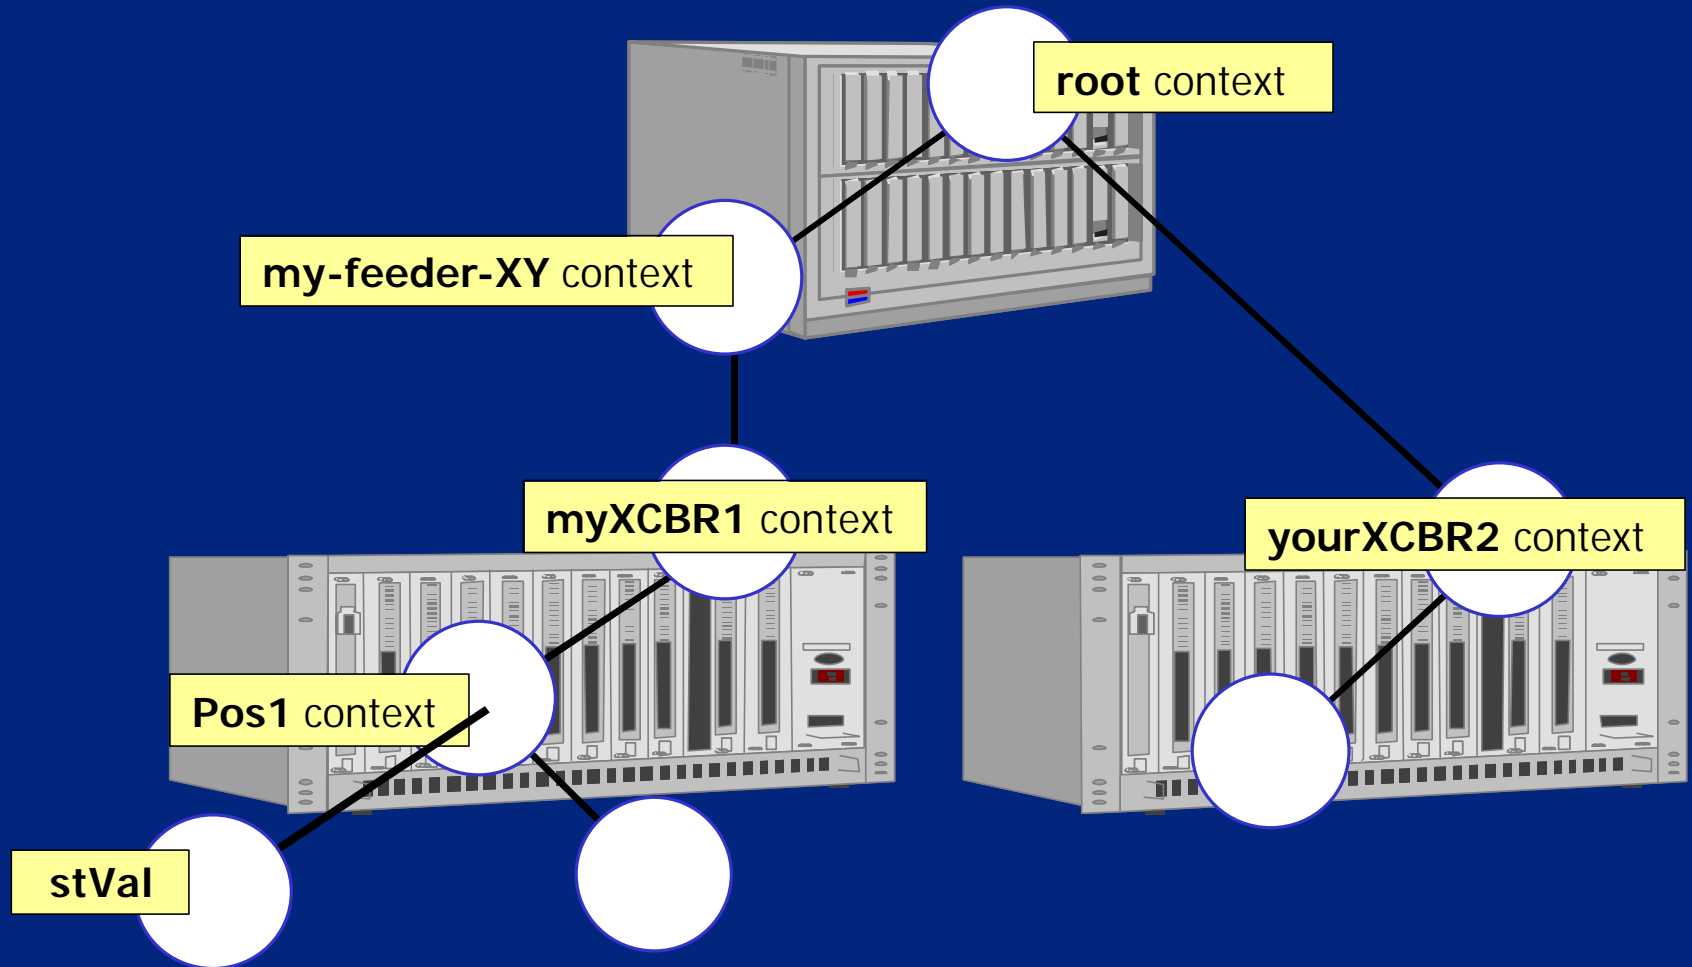 root context
my-feeder-XY context
myXCBR1 context
yourXCBR2 context
Pos1 context
stVal